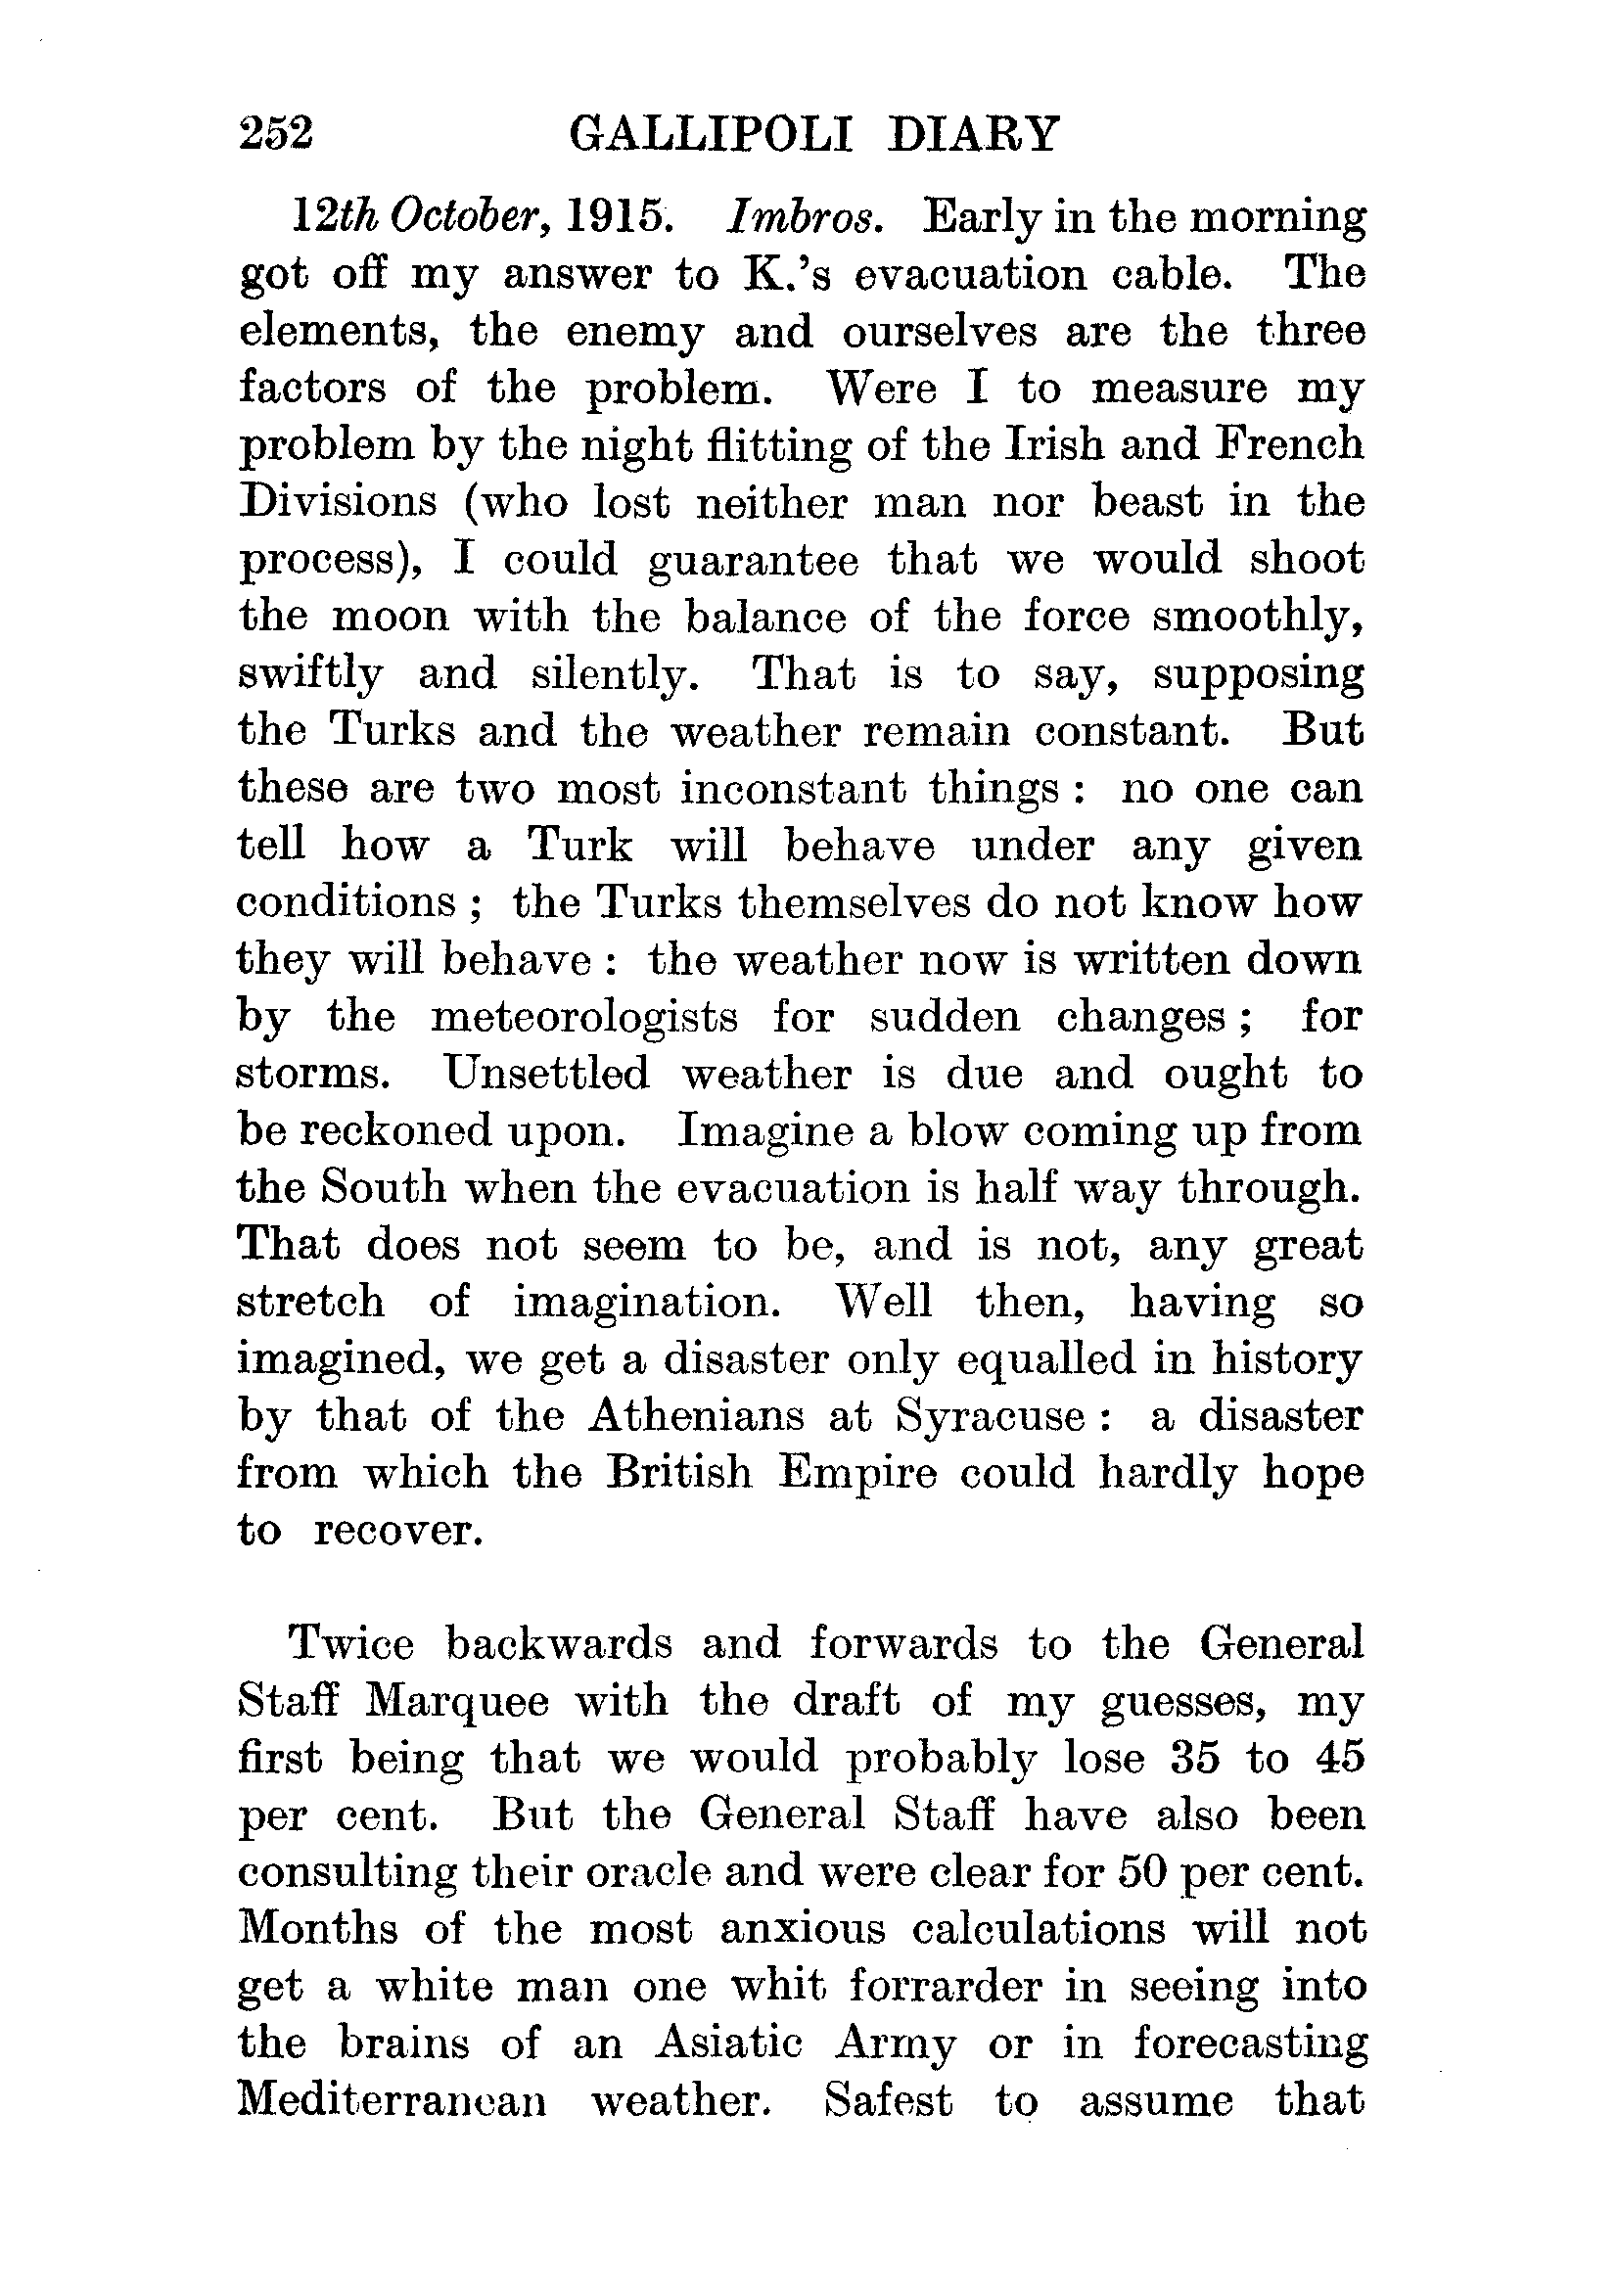 252 GALLIPOLI DIARY
12th October, 1915. Imbros. Early in the morning
got off my answer to K.'s evacuation cable. The
elements, the enemy and ourselves are the three
factors of the problem. Were I to measure my
problem by the night flitting of the Irish and French
Divisions (who lost neither man nor beast in the
process), I could guarantee that we would shoot
the moon with the balance of the force smoothly,
swiftly and silently. That is to say, supposing
the Turks and the weather remain constant. But
these are two most inconstant things : no one can
tell how a Turk will behave under any given
conditions ; the Turks themselves do not know how
they will behave : the weather now is written down
by the meteorologists for sudden changes ; for
storms. Unsettled weather is due and ought to
be reckoned upon. Imagine a blow coming up from
the South when the evacuation is half way through.
That does not seem to be, and is not, any great
stretch of imagination. Well then, having so
imagined, we get a disaster only equalled in history
by that of the Athenians at Syracuse : a disaster
from which the British Empire could hardly hope
to recover.
Twice backwards and forwards to the General
Staff Marquee with the draft of my guesses, my
first being that we would probably lose 35 to 45
per cent. But the General Staff have also been
consulting their oracle and were clear for 50 per cent.
Months of the most anxious calculations will not
get a white man one whit forrarder in seeing into
the brains of an Asiatic Army or in forecasting
Mediterranean weather. Safest to assume that